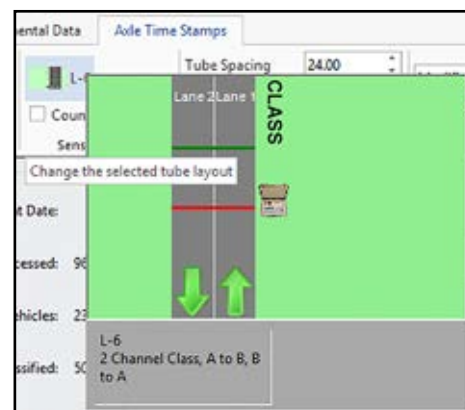 ental Data Axle Time Stamps
Tube Spacing 24.00
L-6
Lane 2 Lane 1 CLASS
Coun
Sens
Change the selected tube layout
t Date:
cessed: 96
hicles: 23
ssified: 50
L-6
2 Channel Class, A to B, B
to A